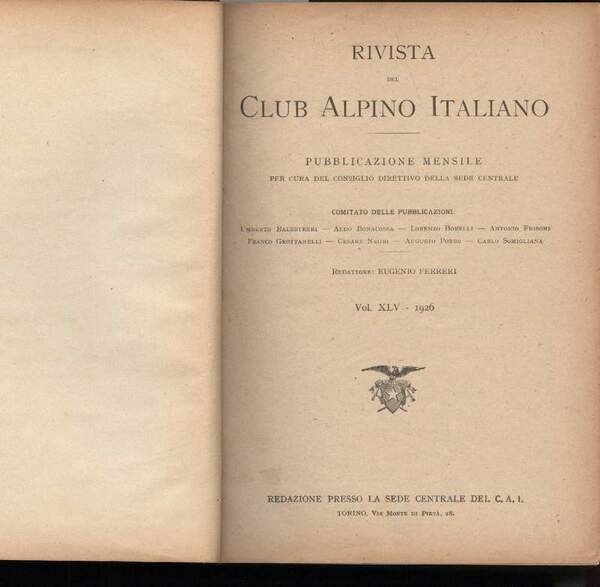 RIVISTA
DEL
CLUB ALPINO ITALIANO
PUBBLICAZIONE MENSILE
PER CURA DEL CONSIGLIO DIRETTIVO DELLA SEDE CENTRALE
COMITATO DELLE PUBBLICAZIONI:
UMBERTO BALESTRERI — ALDO BONACOSSA — LORENZO BORELLI — ANTONIO FRISONI
FRANCO GROTTANELLI — CESARE NEGRI — AUGUSTO PORRO — CARLO SOMIGLIANA
REDATTORE: EUGENIO FERRERI
VOL. XLV - 1926
REDAZIONE PRESSO LA SEDE CENTRALE DEL C. A. I.
TORINO, VIA MONTE DI PIETÀ, 28.